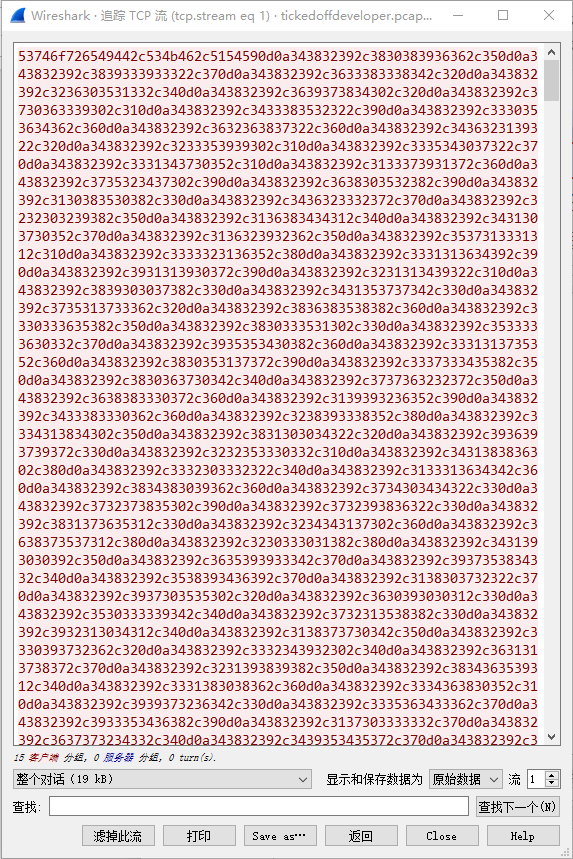 Wireshark · 追踪 TCP 流 (tcp.stream eq 1) · tickedoffdeveloper.pcap...
53746f726549442c534b462c5154590d0a343832392c3830383936362c350d0a3
43832392c3839333933322c370d0a343832392c3633383338342c320d0a343832
392c3236303531332c340d0a343832392c3639373834302c320d0a343832392c3
730363339302c310d0a343832392c3433383532322c390d0a343832392c333035
3634362c360d0a343832392c3632363837322c360d0a343832392c34363231393
22c320d0a343832392c3233353939302c310d0a343832392c3335343037322c37
0d0a343832392c3331343730352c310d0a343832392c3133373931372c360d0a3
43832392c3735323437302c390d0a343832392c3638303532382c390d0a343832
392c3130383530382c330d0a343832392c3436323332372c370d0a343832392c3
232303239382c350d0a343832392c3136383434312c340d0a343832392c343130
3730352c370d0a343832392c3136323932362c350d0a343832392c35373133313
12c310d0a343832392c3333323136352c380d0a343832392c3331313634392c39
0d0a343832392c3931313930372c390d0a343832392c3231313439322c310d0a3
43832392c3839303037382c330d0a343832392c3431353737342c330d0a343832
392c3735313733362c320d0a343832392c3836383538382c360d0a343832392c3
330333635382c350d0a343832392c3830333531302c330d0a343832392c353333
3630332c370d0a343832392c3935353430382c360d0a343832392c33313137353
52c360d0a343832392c3830353137372c390d0a343832392c3337333435382c35
0d0a343832392c3830363730342c340d0a343832392c3737363232372c350d0a3
43832392c3638383330372c360d0a343832392c3139393236352c390d0a343832
392c3433383330362c360d0a343832392c3238393338352c380d0a343832392c3
334313834302c350d0a343832392c3831303034322c320d0a343832392c393639
3739372c330d0a343832392c3232353330332c310d0a343832392c34313838363
02c380d0a343832392c3332303332322c340d0a343832392c3133313634342c36
0d0a343832392c3834383039362c360d0a343832392c3734303434322c330d0a3
43832392c3732373835302c390d0a343832392c3732393836322c330d0a343832
392c3831373635312c330d0a343832392c3234343137302c360d0a343832392c3
638373537312c380d0a343832392c3230333031382c380d0a343832392c341139
3030392c350d0a343832392c3635393933342c370d0a343832392c39373538343
32c340d0a343832392c3538393436392c370d0a343832392c3138303732322c37
0d0a343832392c3937303535302c320d0a343832392c3630393030312c330d0a3
43832392c3530333339342c340d0a343832392c3732313538382c330d0a343832
392c3932313034312c340d0a343832392c3138373730342c350d0a343832392c3
330393732362c320d0a343832392c3332343932302c340d0a343832392c363131
3738372c370d0a343832392c3231393839382c350d0a343832392c38343635393
12c340d0a343832392c3331383038362c360d0a343832392c3334363830352c31
0d0a343832392c3939373236342c330d0a343832392c3335363433362c370d0a3
43832392c3933353436382c390d0a343832392c3137303333332c370d0a343832
392c3637373234332c370d0a343832392c3439353435372c370d0a343832392c3
15 客户端 分组, 0 服务器 分组, 0 turn(s).
整个对话 (19 kB) 显示和保存数据为 原始数据 流 1
查找: 查找下一个(N)
滤掉此流 打印 Save as… 返回 Close Help